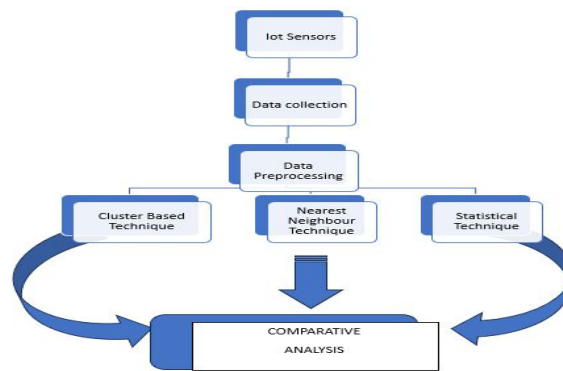 Iot Sensors
Data collection
Data
Preprocessing
Cluster Based
Technique
Nearest
Neighbour
Technique
Statistical
Technique
COMPARATIVE
ANALYSIS